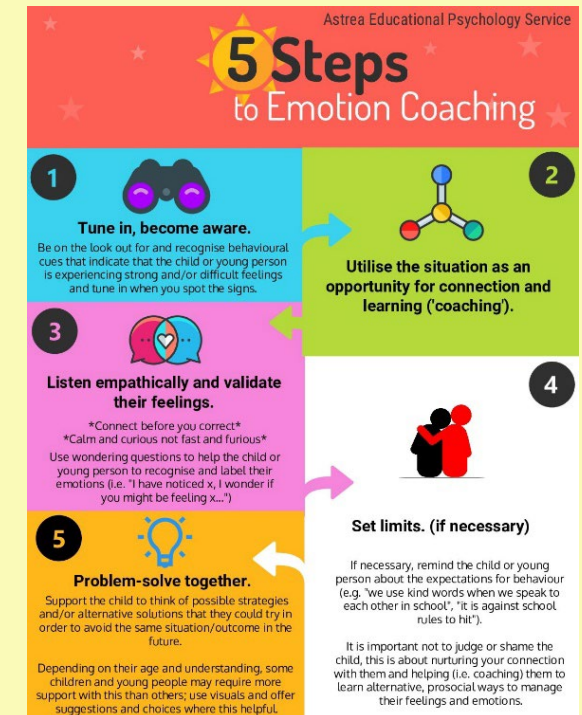 Astrea Educational Psychology Service
5 Steps
to Emotion Coaching
1
Tune in, become aware.
Be on the look out for and recognise behavioural
cues that indicate that the child or young person
is experiencing strong and/or difficult feelings
and tune in when you spot the signs.
2
Utilise the situation as an
opportunity for connection and
learning ('coaching').
3
Listen empathically and validate
their feelings.
*Connect before you correct*
*Calm and curious not fast and furious*
Use wondering questions to help the child or
young person to recognise and label their
emotions (i.e. "I have noticed x, I wonder if
you might be feeling x...")
4
Set limits. (if necessary)
If necessary, remind the child or young
person about the expectations for behaviour
(e.g. "we use kind words when we speak to
each other in school", "it is against school
rules to hit").
It is important not to judge or shame the
child, this is about nurturing your connection
with them and helping (i.e. coaching) them to
learn alternative, prosocial ways to manage
their feelings and emotions.
5
Problem-solve together.
Support the child to think of possible strategies
and/or alternative solutions that they could try in
order to avoid the same situation/outcome in the
future.
Depending on their age and understanding, some
children and young people may require more
support with this than others; use visuals and offer
suggestions and choices where this helpful.